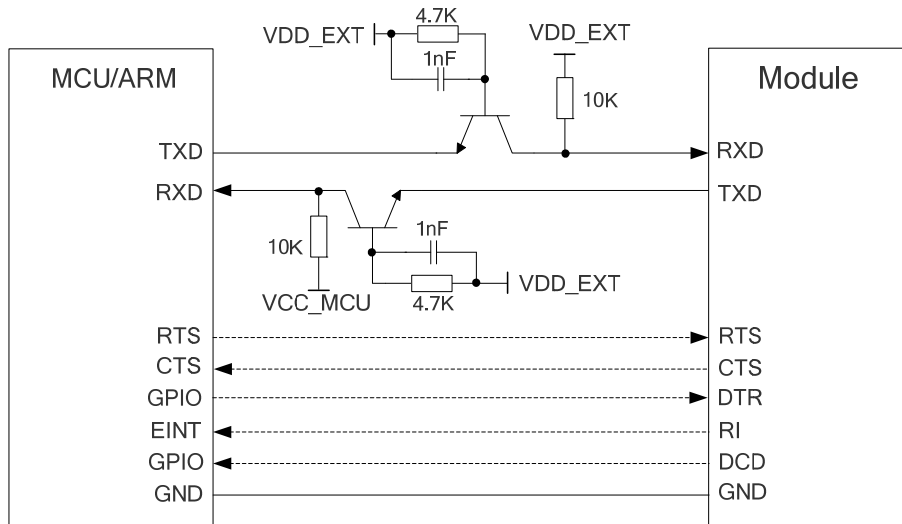 4.7K
VDD_EXT
1nF
VDD_EXT
MCU/ARM
10K
Module
TXD
RXD
RXD
TXD
1nF
10K
VDD_EXT
VCC_MCU
4.7K
RTS
RTS
CTS
CTS
GPIO
DTR
EINT
RI
GPIO
DCD
GND
GND